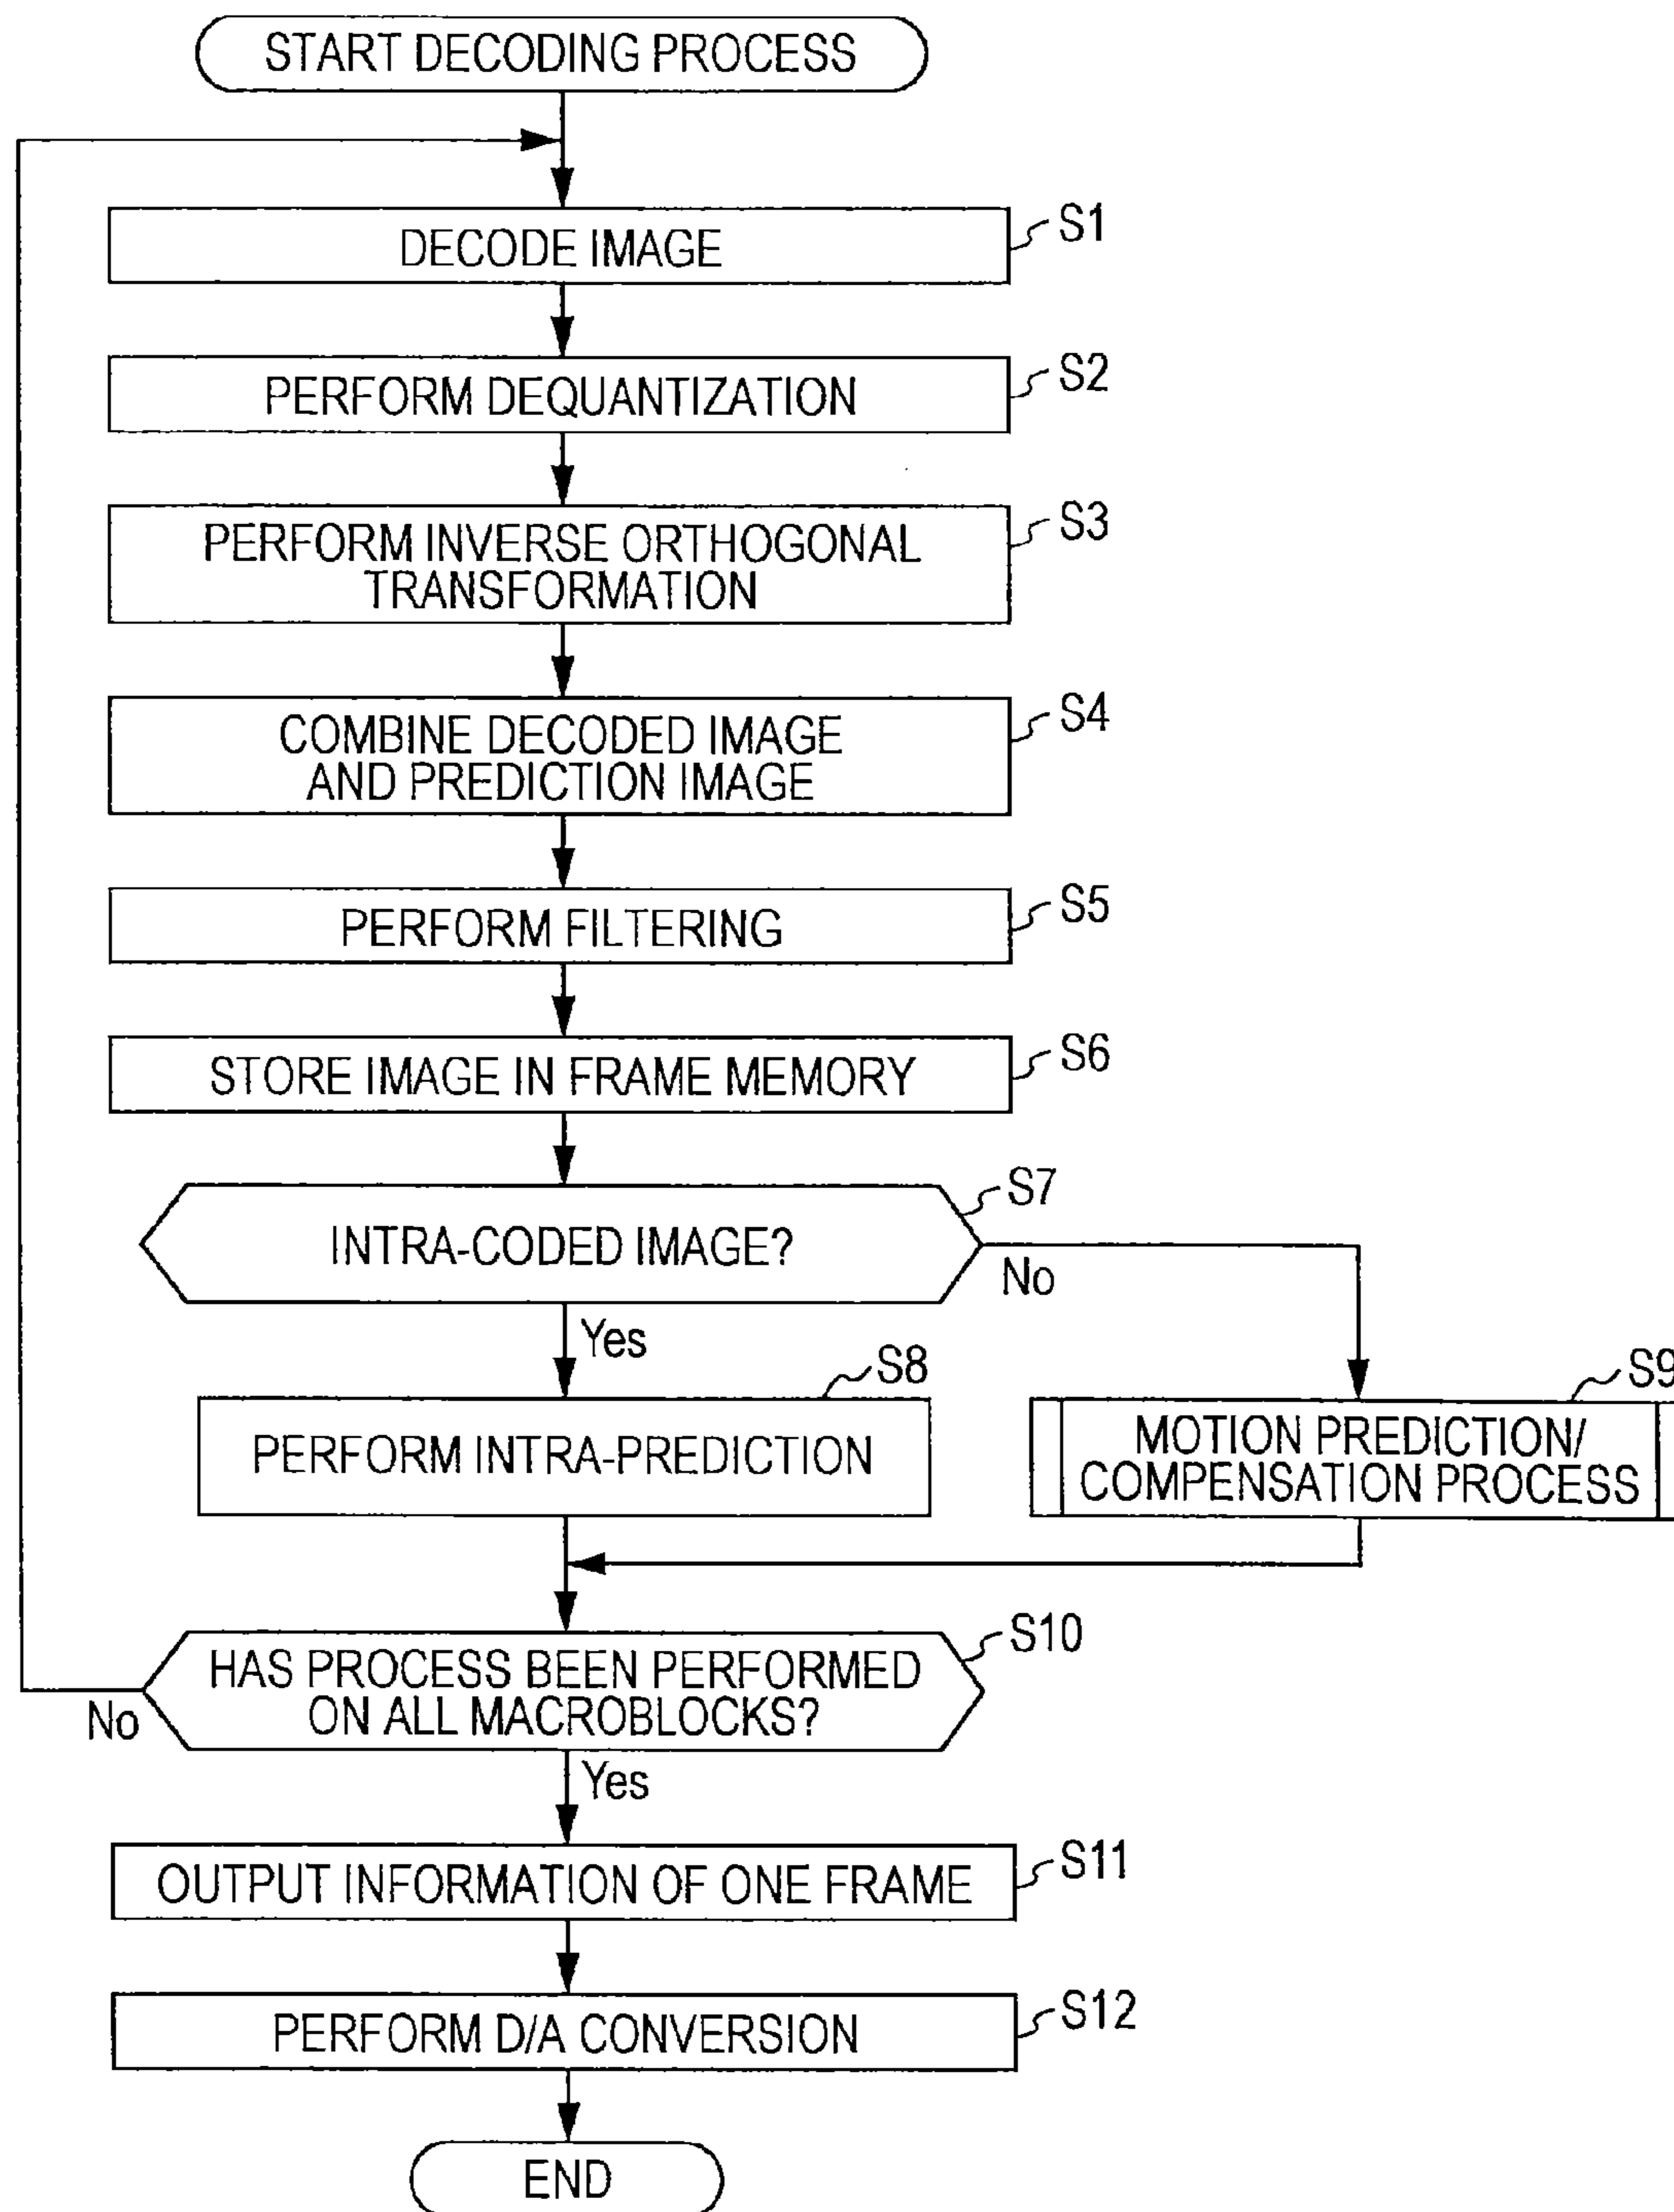 START DECODING PROCESS
DECODE IMAGE
S1
PERFORM DEQUANTIZATION
S2
PERFORM INVERSE ORTHOGONAL
TRANSFORMATION
S3
COMBINE DECODED IMAGE
AND PREDICTION IMAGE
S4
PERFORM FILTERING
S5
STORE IMAGE IN FRAME MEMORY
S6
INTRA-CODED IMAGE?
S7
No
Yes
S8
PERFORM INTRA-PREDICTION
S9
MOTION PREDICTION/
COMPENSATION PROCESS
S10
HAS PROCESS BEEN PERFORMED
ON ALL MACROBLOCKS?
No
Yes
OUTPUT INFORMATION OF ONE FRAME
S11
PERFORM D/A CONVERSION
S12
END